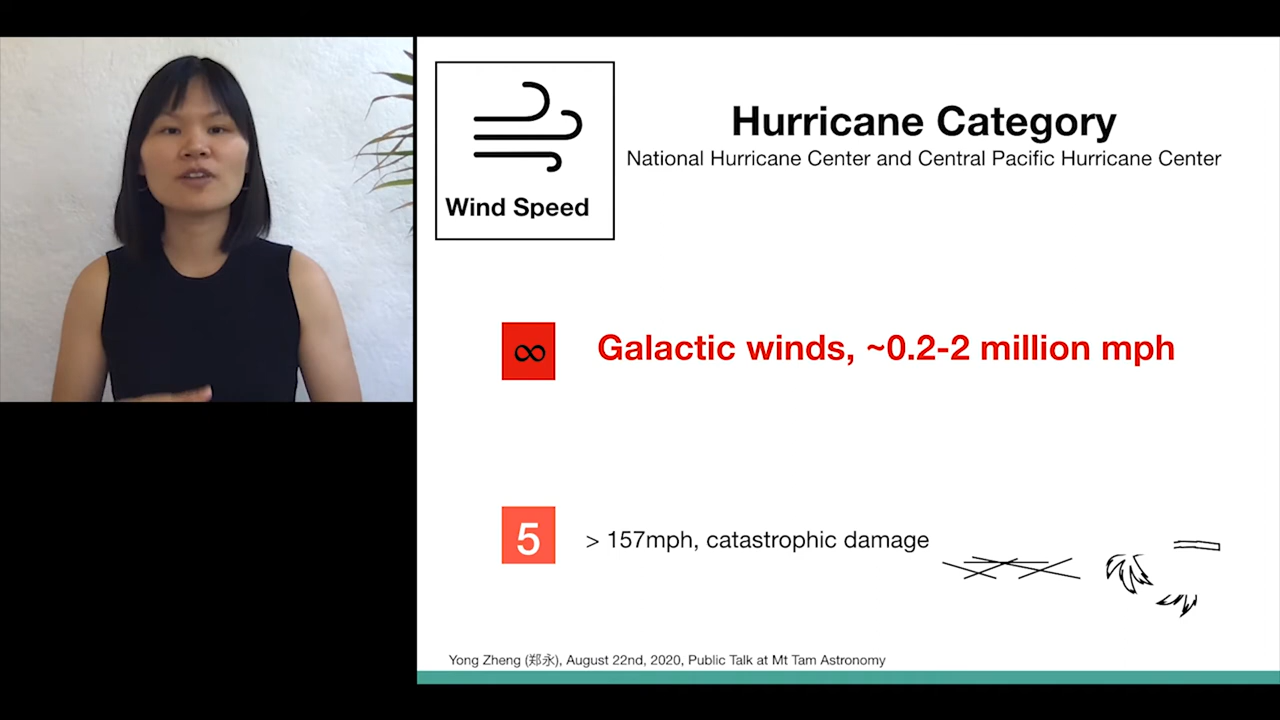 Wind Speed
Hurricane Category
National Hurricane Center and Central Pacific Hurricane Center
∞ Galactic winds, ~0.2-2 million mph
5 > 157mph, catastrophic damage
Yong Zheng (郑永), August 22nd, 2020, Public Talk at Mt Tam Astronomy